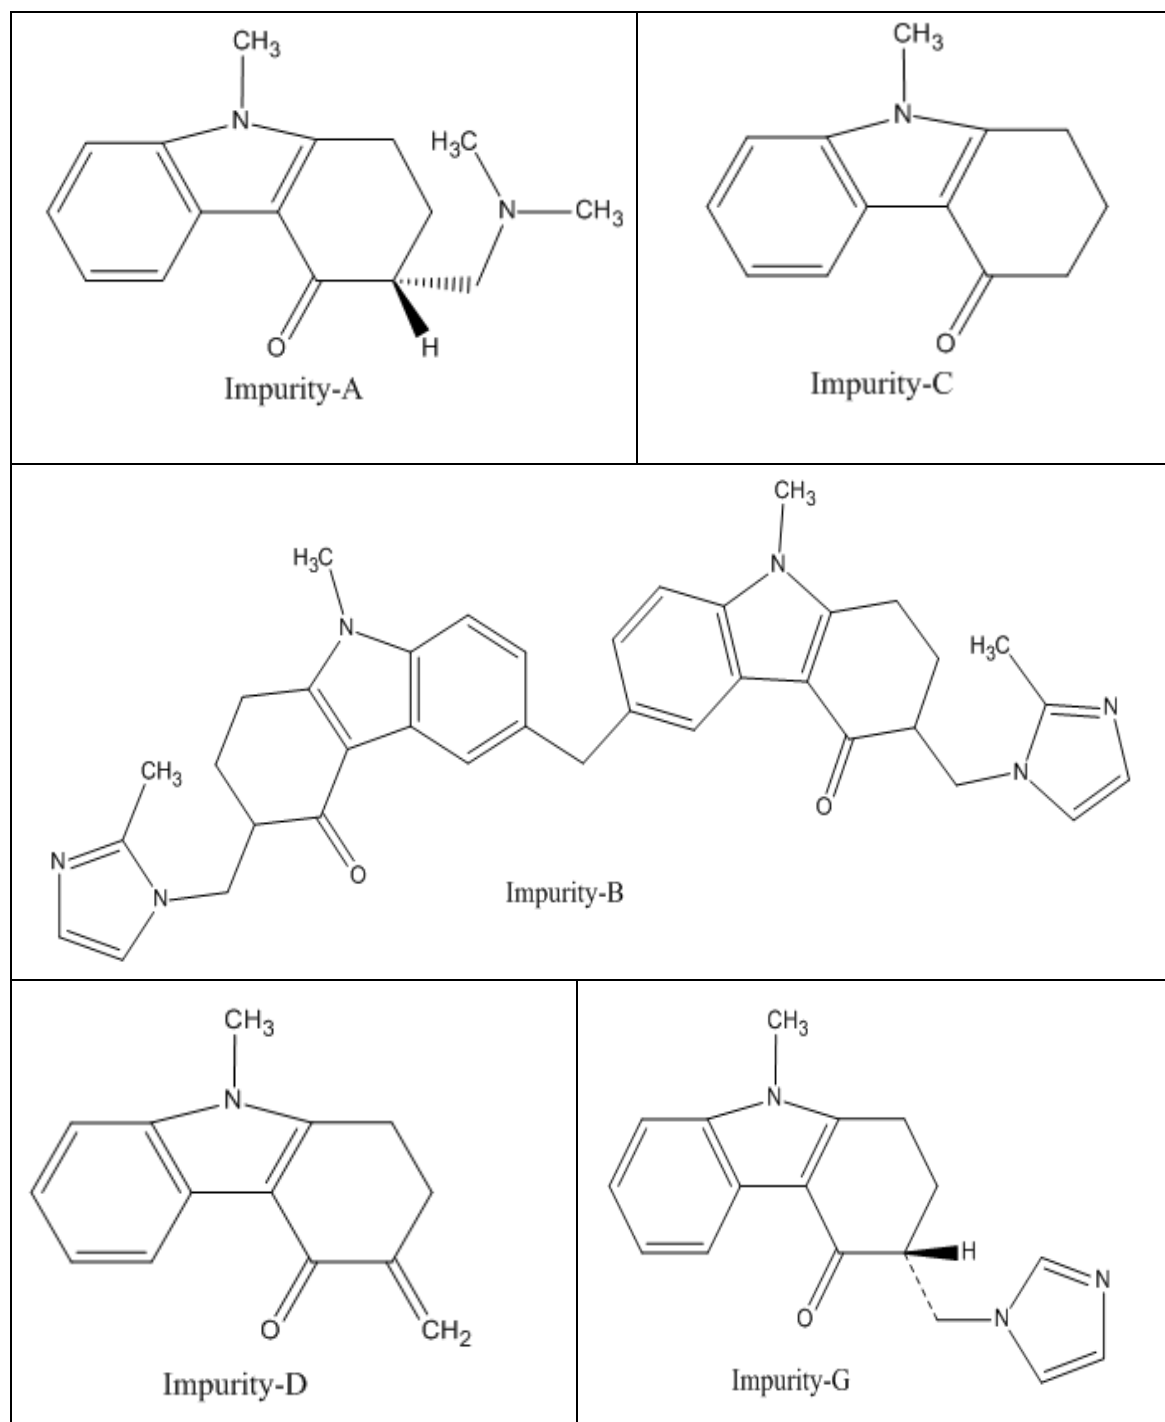 CH3
N
H3C
N
CH3
O
H
Impurity-A
CH3
N
O
Impurity-C
CH3
N
H3C
N
O
H3C
N
CH3
N
N
O
N
N
Impurity-B
CH3
N
O
CH2
Impurity-D
CH3
N
H
O
N
N
Impurity-G